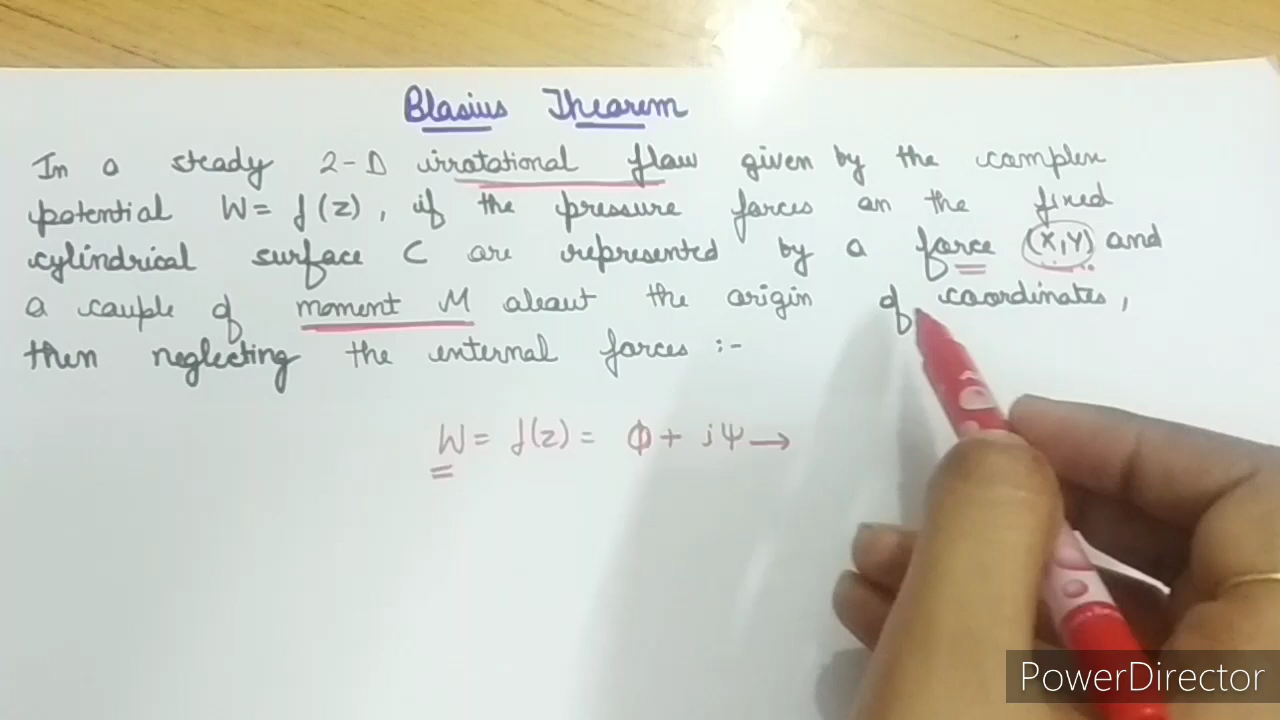 Blasius Theorem
In a steady 2-D irrotational flow given by the complex
potential W= f(z), if the pressure forces on the fixed
cylindrical surface C are represented by a force (X,Y) and
a couple of moment M about the origin of coordinates,
then neglecting the external forces :-
W= f(z)= ϕ+ iψ→
PowerDirector